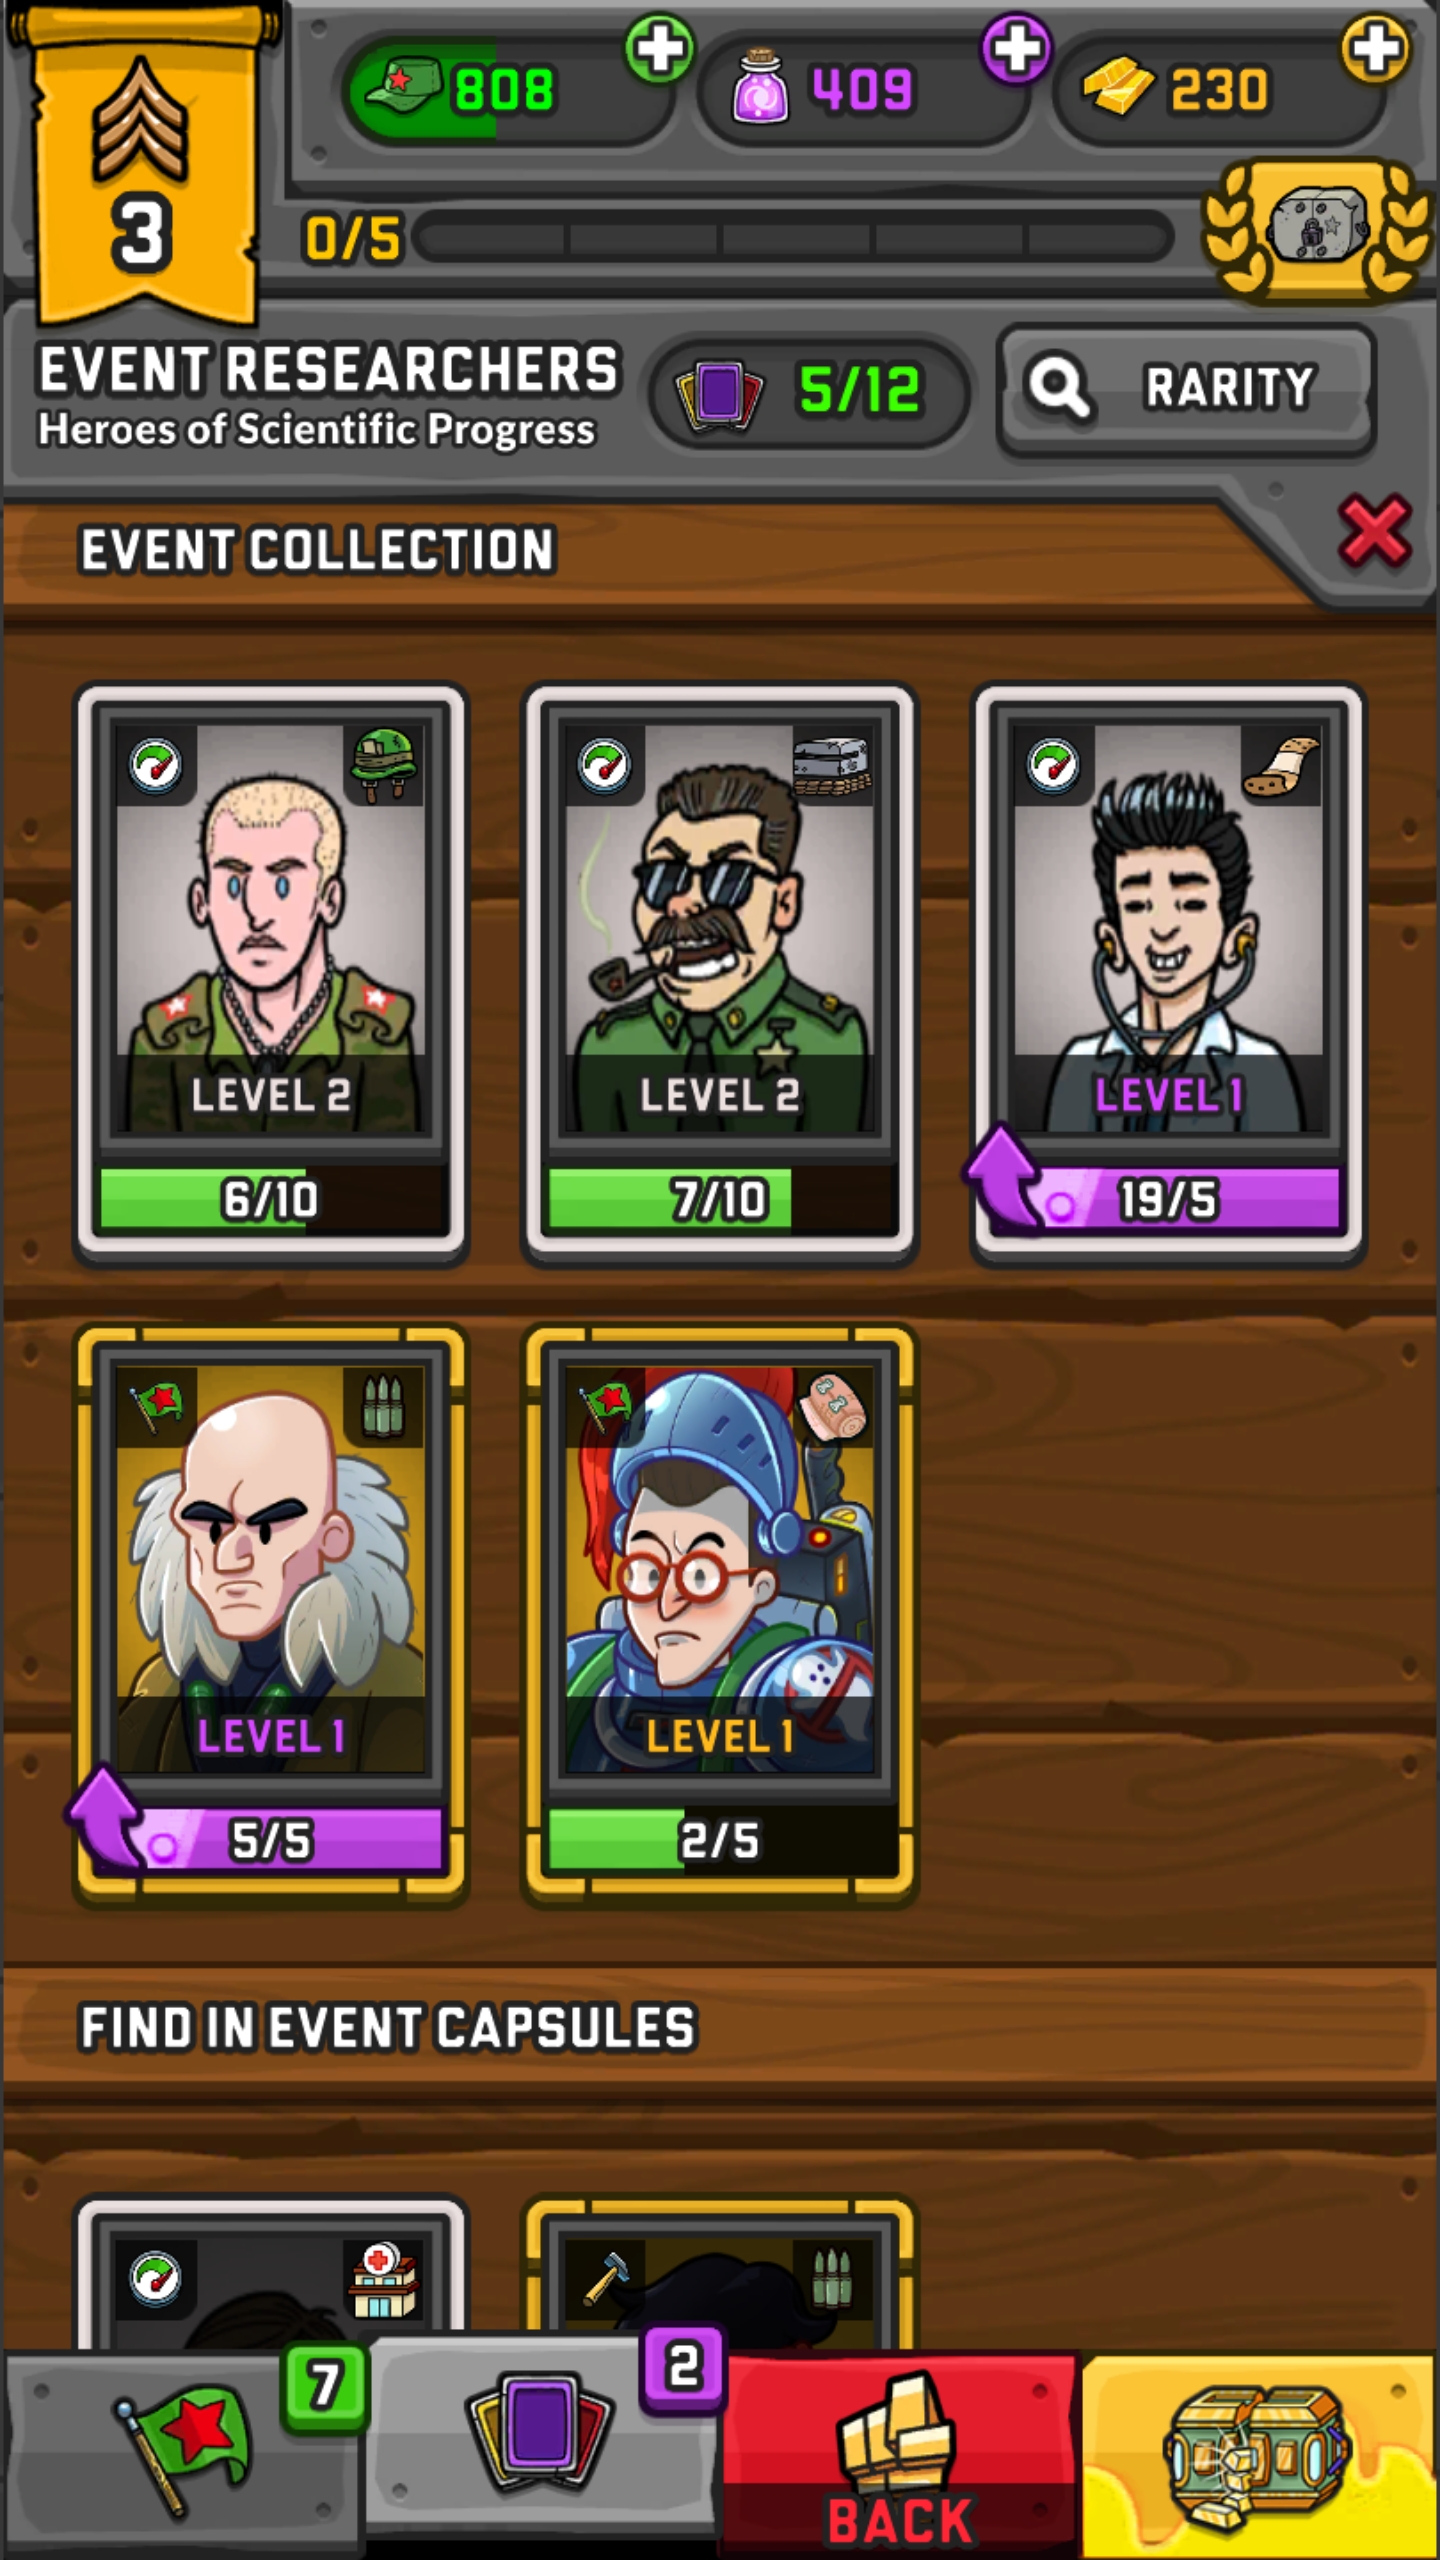 808
409
230
3
0/5
EVENT RESEARCHERS
Heroes of Scientific Progress
5/12
RARITY
EVENT COLLECTION
LEVEL 2
LEVEL 2
LEVEL 1
6/10
7/10
19/5
LEVEL 1
LEVEL 1
5/5
2/5
FIND IN EVENT CAPSULES
7
2
BACK